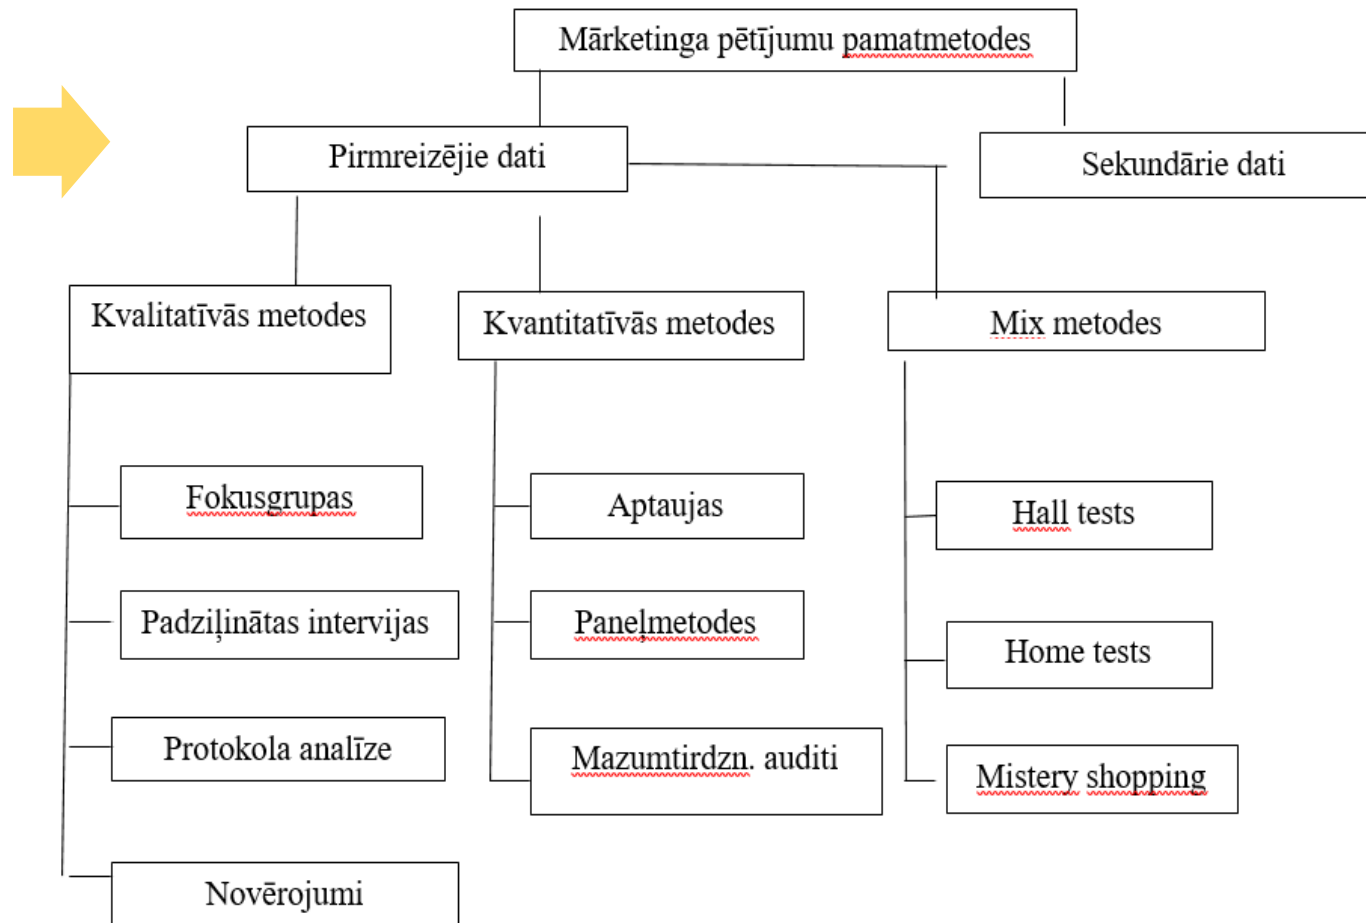 Mārketinga pētījumu pamatmetodes
Pirmreizējie dati
Sekundārie dati
Kvalitatīvās metodes
Kvantitatīvās metodes
Mix metodes
Fokusgrupas
Aptaujas
Hall tests
Padziļinātas intervijas
Paneļmetodes
Home tests
Protokola analīze
Mazumtirdzn. auditi
Mistery shopping
Novērojumi